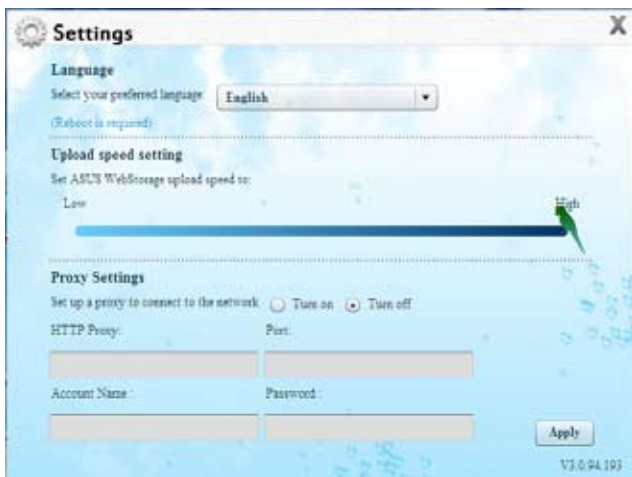 Settings
X
Language
Select your preferred language: English
(Reboot is required)
Upload speed setting
Set ASUS WebStorage upload speed to:
Low High
Proxy Settings
Set up a proxy to connect to the network Turn on Turn off
HTTP Proxy: Port:
Account Name : Password :
Apply
V3.0.94.193